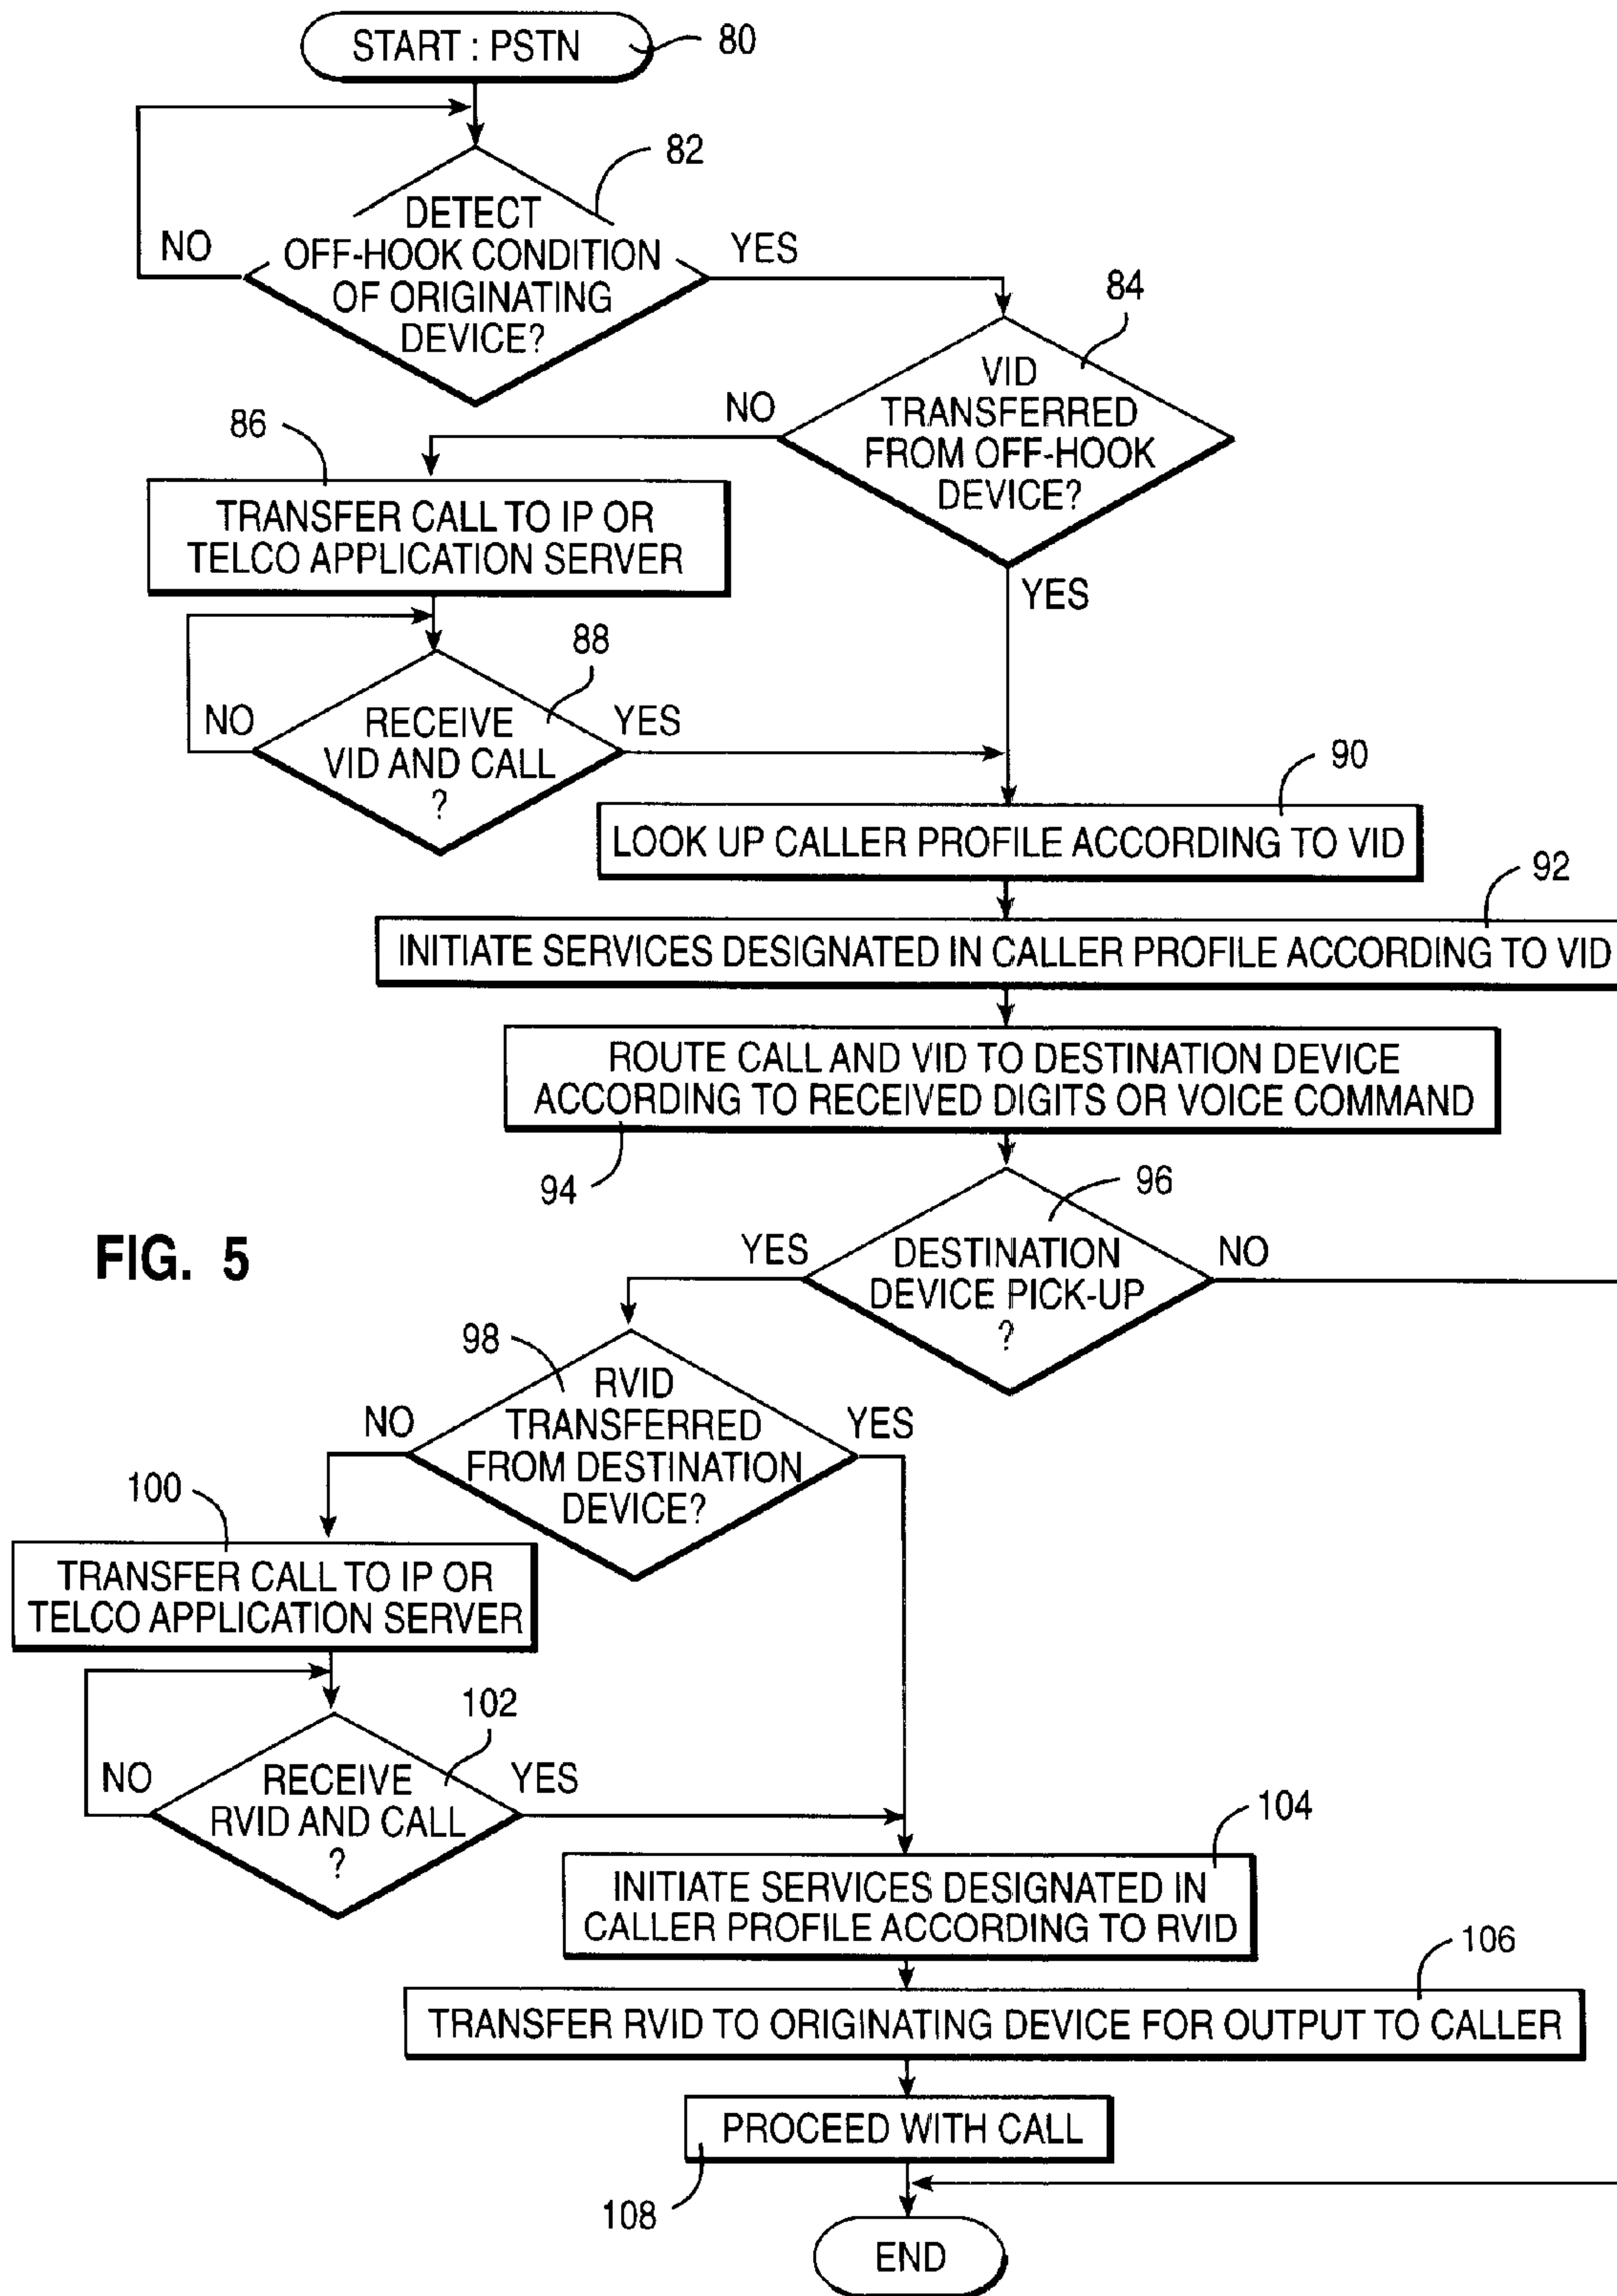 START : PSTN
80
82
DETECT
OFF-HOOK CONDITION
OF ORIGINATING
DEVICE?
NO
YES
84
VID
TRANSFERRED
FROM OFF-HOOK
DEVICE?
NO
YES
86
TRANSFER CALL TO IP OR
TELCO APPLICATION SERVER
88
RECEIVE
VID AND CALL
?
NO
YES
90
LOOK UP CALLER PROFILE ACCORDING TO VID
92
INITIATE SERVICES DESIGNATED IN CALLER PROFILE ACCORDING TO VID
ROUTE CALL AND VID TO DESTINATION DEVICE
ACCORDING TO RECEIVED DIGITS OR VOICE COMMAND
94
96
FIG. 5
YES
DESTINATION
DEVICE PICK-UP
?
NO
98
RVID
TRANSFERRED
FROM DESTINATION
DEVICE?
NO
YES
100
TRANSFER CALL TO IP OR
TELCO APPLICATION SERVER
102
RECEIVE
RVID AND CALL
?
NO
YES
104
INITIATE SERVICES DESIGNATED IN
CALLER PROFILE ACCORDING TO RVID
106
TRANSFER RVID TO ORIGINATING DEVICE FOR OUTPUT TO CALLER
PROCEED WITH CALL
108
END